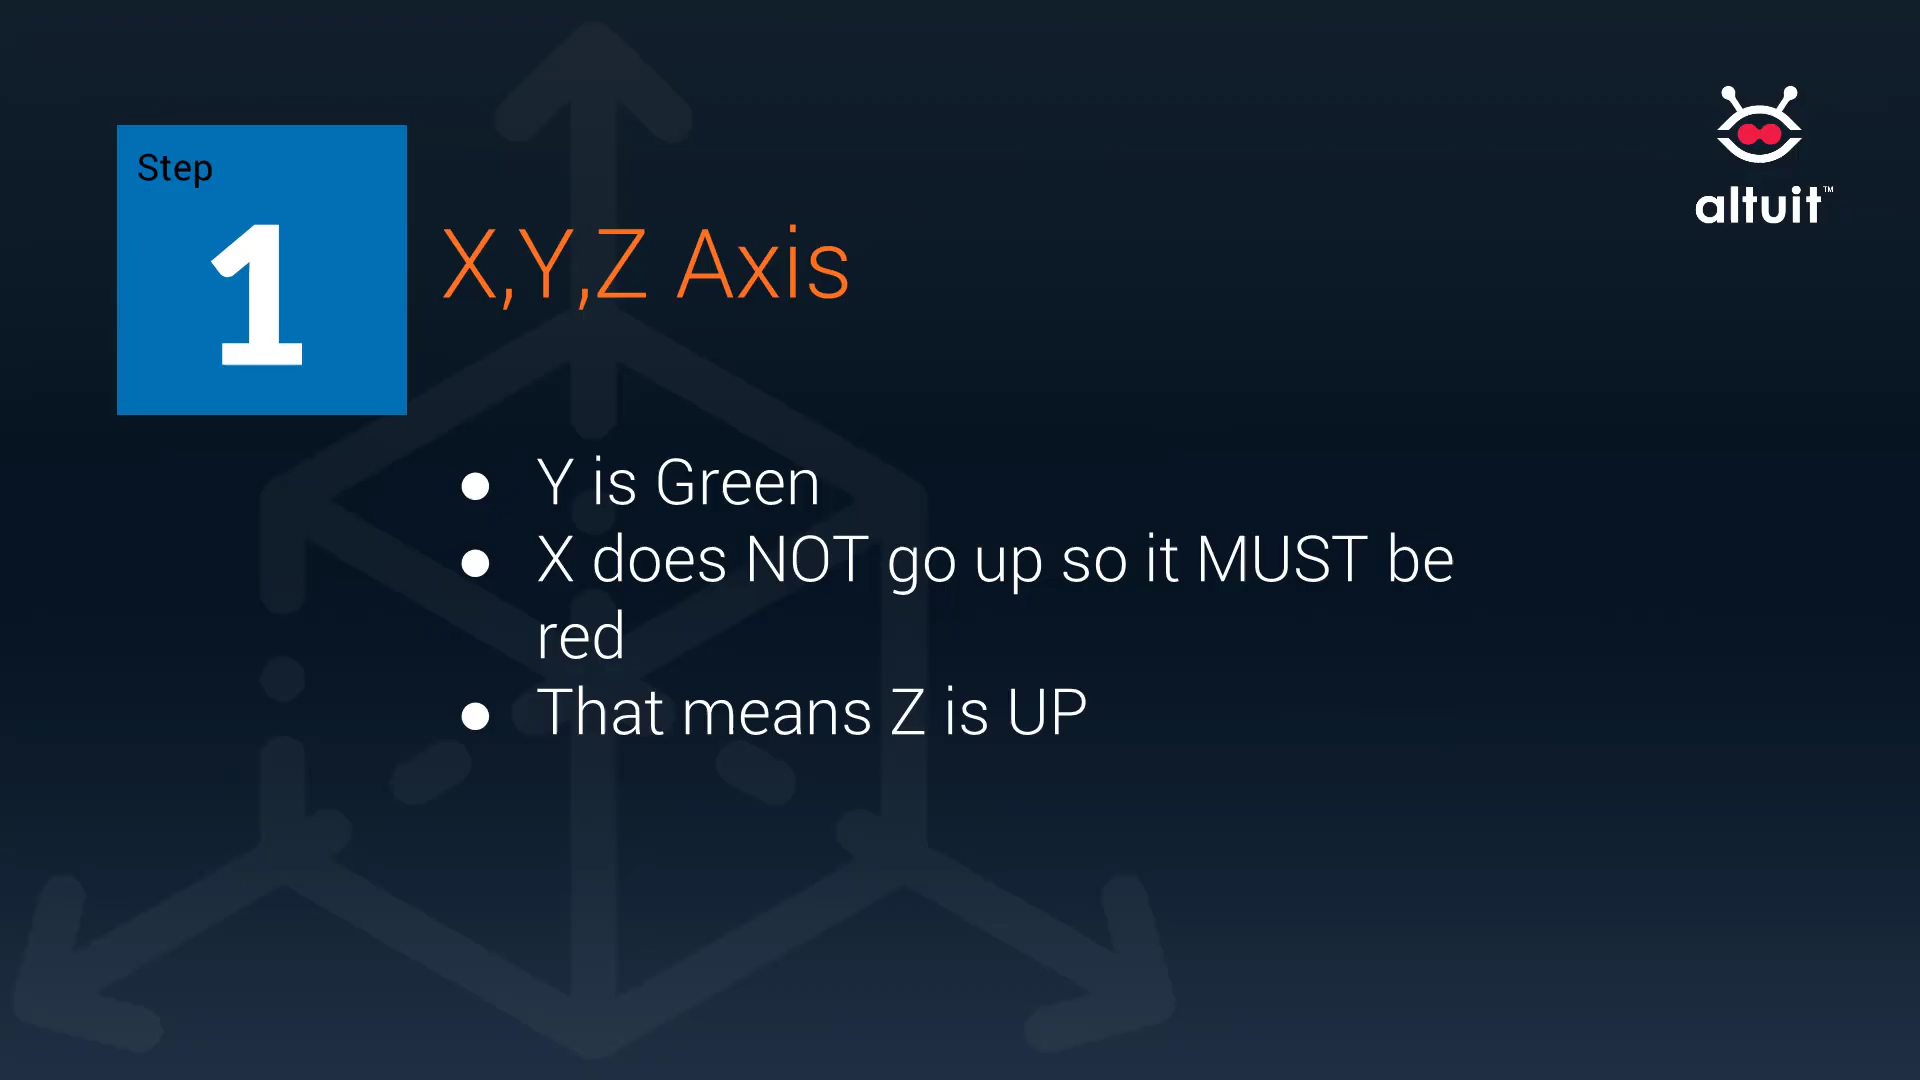 Step
1
X,Y,Z Axis
altuit™
● Y is Green
● X does NOT go up so it MUST be
red
● That means Z is UP